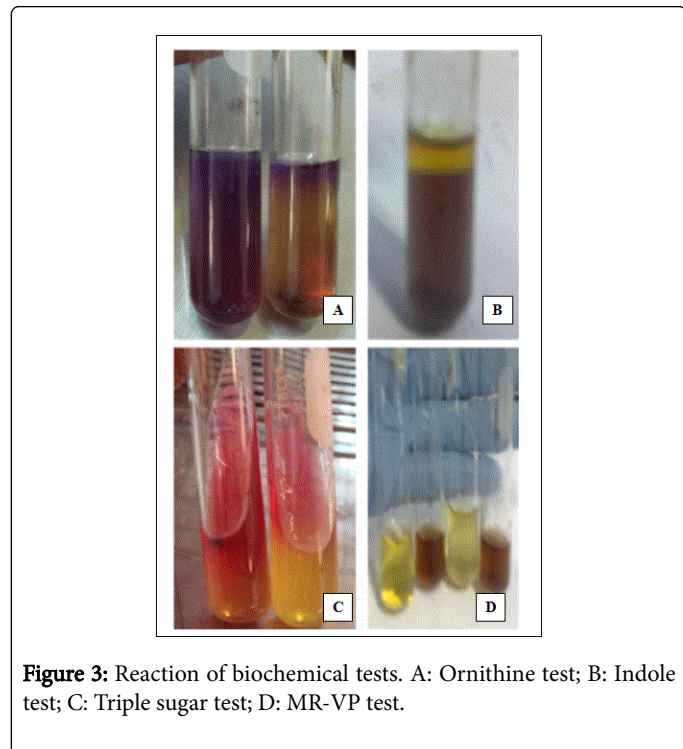 A
B
C
D
Figure 3: Reaction of biochemical tests. A: Ornithine test; B: Indole
test; C: Triple sugar test; D: MR-VP test.